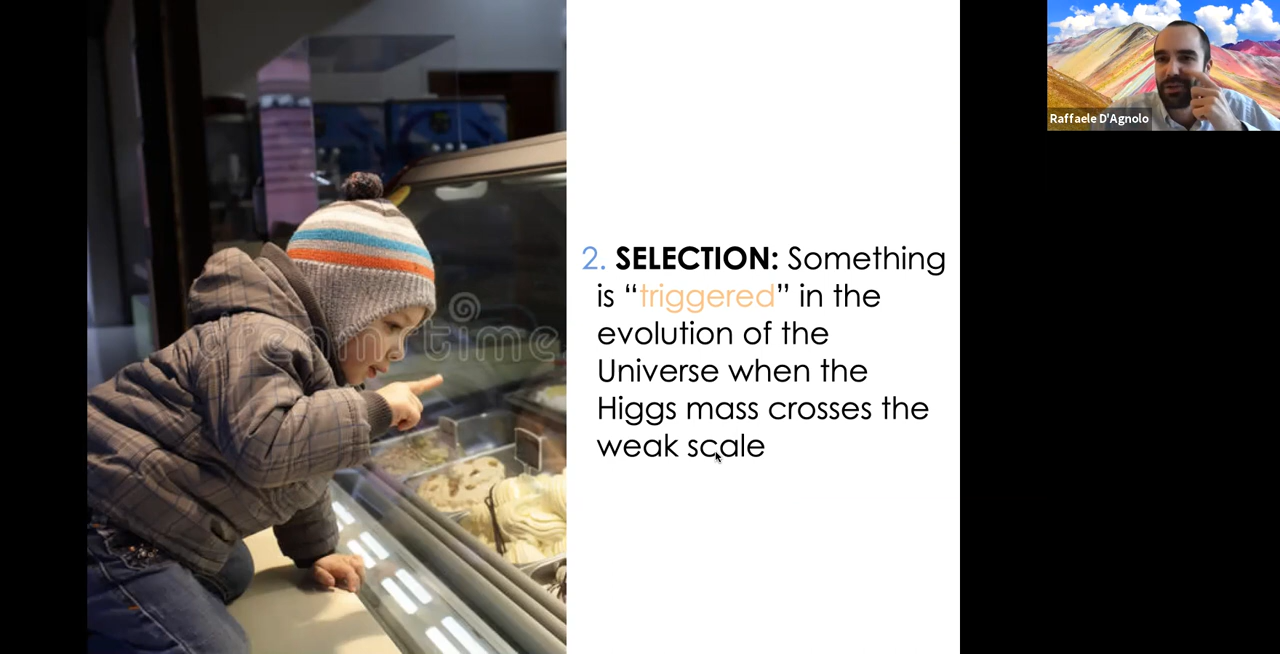 Raffaele D'Agnolo
2. SELECTION: Something
is “triggered” in the
evolution of the
Universe when the
Higgs mass crosses the
weak scale
dreamstime